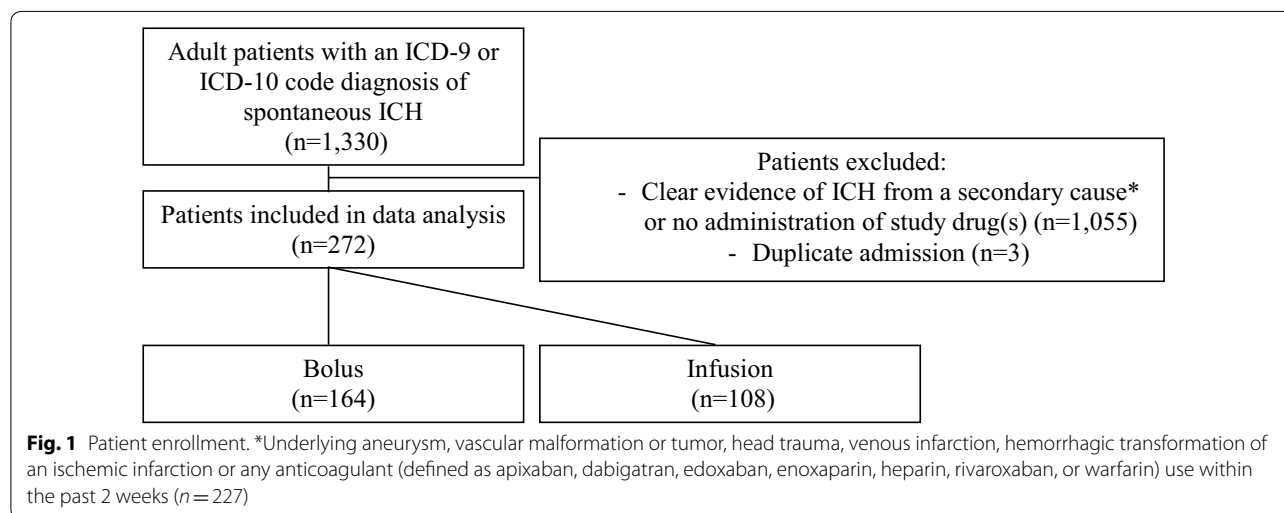 Adult patients with an ICD-9 or
ICD-10 code diagnosis of
spontaneous ICH
(n=1,330)
Patients excluded:
- Clear evidence of ICH from a secondary cause*
or no administration of study drug(s) (n=1,055)
- Duplicate admission (n=3)
Patients included in data analysis
(n=272)
Bolus
(n=164)
Infusion
(n=108)
Fig. 1 Patient enrollment. *Underlying aneurysm, vascular malformation or tumor, head trauma, venous infarction, hemorrhagic transformation of
an ischemic infarction or any anticoagulant (defined as apixaban, dabigatran, edoxaban, enoxaparin, heparin, rivaroxaban, or warfarin) use within
the past 2 weeks (n = 227)